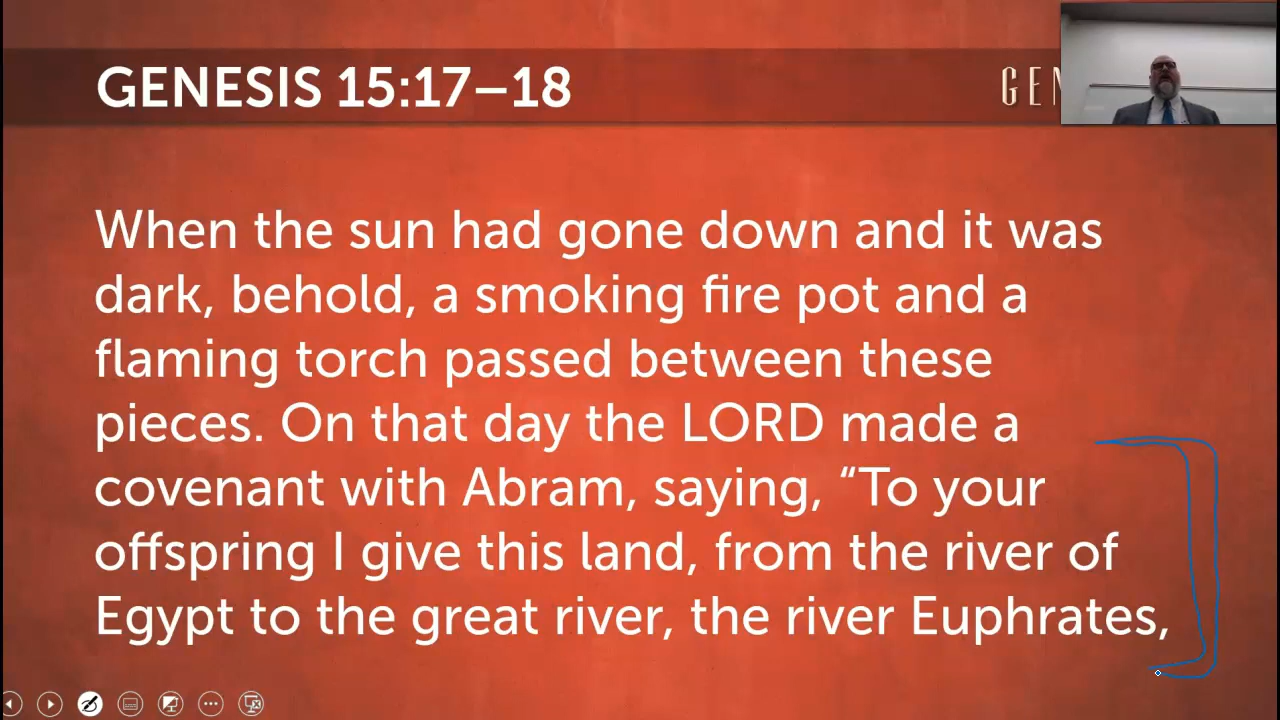 GENESIS 15:17–18
GEN
When the sun had gone down and it was
dark, behold, a smoking fire pot and a
flaming torch passed between these
pieces. On that day the LORD made a
covenant with Abram, saying, “To your
offspring I give this land, from the river of
Egypt to the great river, the river Euphrates,